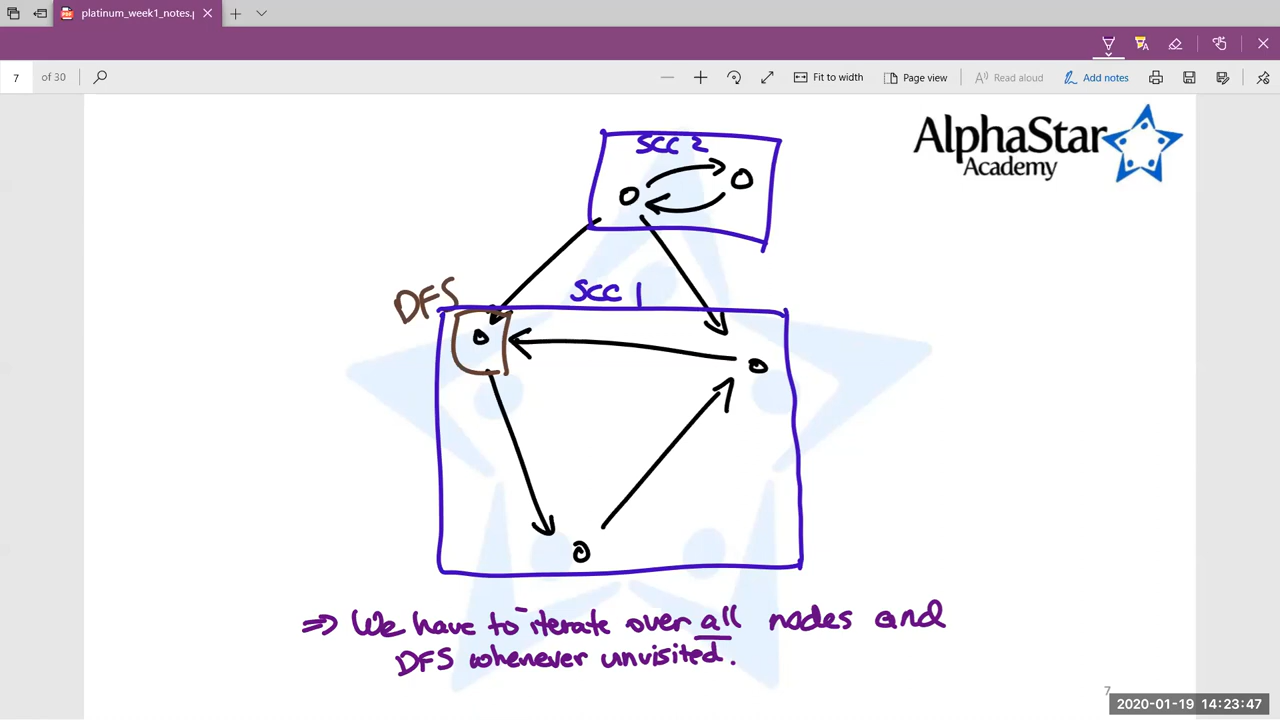 platinum_week1_notes.p
7 of 30
Fit to width
Page view
Read aloud
Add notes
AlphaStar
Academy
SCC 2
SCC 1
DFS
⇒ We have to iterate over all nodes and
DFS whenever unvisited.
7
2020-01-19 14:23:47